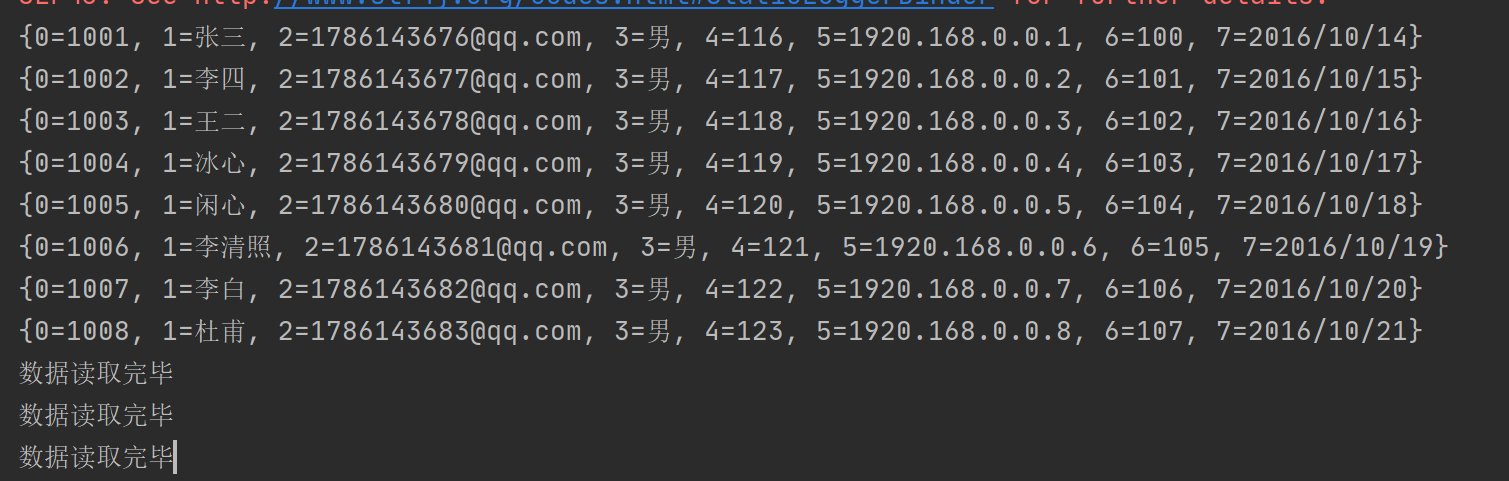 http://www.slf4j.org/codes.html#StaticLoggerBinder for further details.
{0=1001, 1=张三, 2=1786143676@qq.com, 3=男, 4=116, 5=1920.168.0.0.1, 6=100, 7=2016/10/14}
{0=1002, 1=李四, 2=1786143677@qq.com, 3=男, 4=117, 5=1920.168.0.0.2, 6=101, 7=2016/10/15}
{0=1003, 1=王二, 2=1786143678@qq.com, 3=男, 4=118, 5=1920.168.0.0.3, 6=102, 7=2016/10/16}
{0=1004, 1=冰心, 2=1786143679@qq.com, 3=男, 4=119, 5=1920.168.0.0.4, 6=103, 7=2016/10/17}
{0=1005, 1=闲心, 2=1786143680@qq.com, 3=男, 4=120, 5=1920.168.0.0.5, 6=104, 7=2016/10/18}
{0=1006, 1=李清照, 2=1786143681@qq.com, 3=男, 4=121, 5=1920.168.0.0.6, 6=105, 7=2016/10/19}
{0=1007, 1=李白, 2=1786143682@qq.com, 3=男, 4=122, 5=1920.168.0.0.7, 6=106, 7=2016/10/20}
{0=1008, 1=杜甫, 2=1786143683@qq.com, 3=男, 4=123, 5=1920.168.0.0.8, 6=107, 7=2016/10/21}
数据读取完毕
数据读取完毕
数据读取完毕